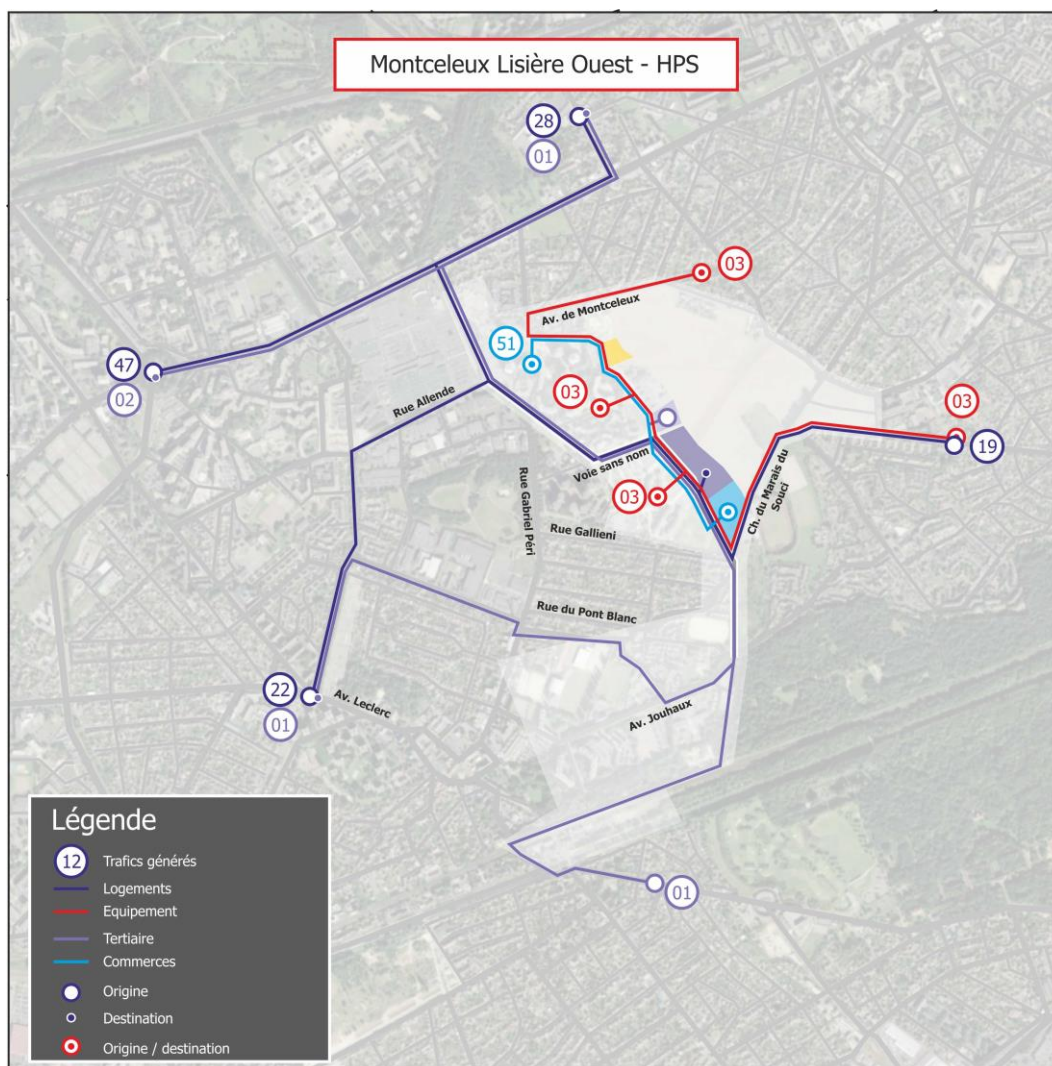 Montceleux Lisière Ouest - HPS
28
01
03
Av. de Montceleux
51
47
02
Rue Allende
03
03
19
Voie sans nom
03
Ch. du Marais du
Souci
Rue Gabriel Péri
Rue Gallieni
Rue du Pont Blanc
22
01
Av. Leclerc
Av. Jouhaux
01
Légende
12 Trafics générés
Logements
Equipement
Tertiaire
Commerces
Origine
Destination
Origine / destination